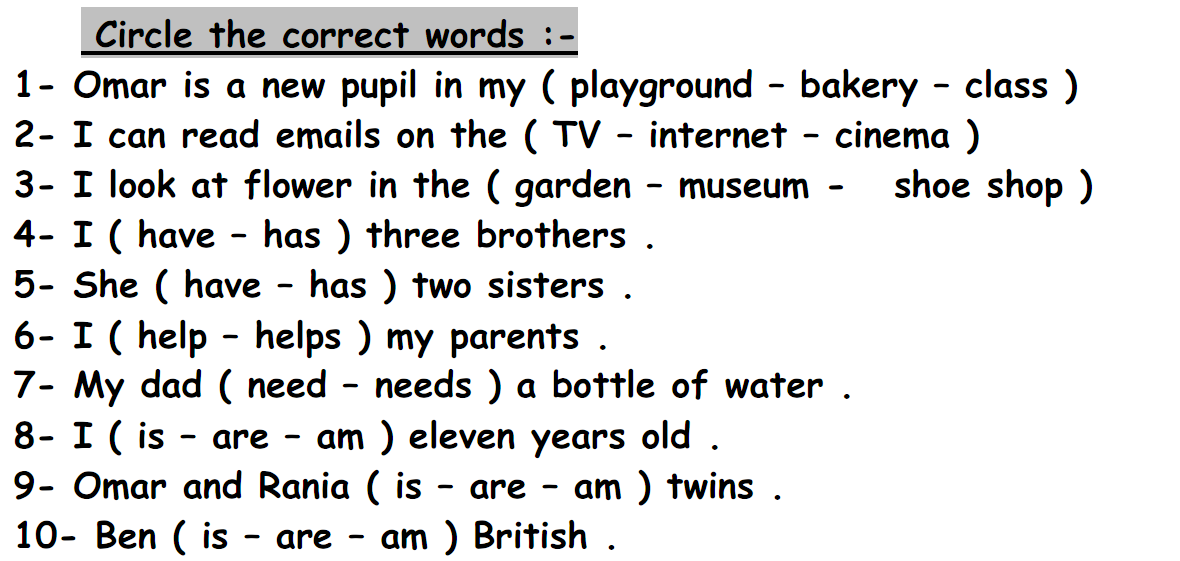 Circle the correct words :-
1- Omar is a new pupil in my ( playground – bakery – class )
2- I can read emails on the ( TV – internet – cinema )
3- I look at flower in the ( garden – museum - shoe shop )
4- I ( have – has ) three brothers .
5- She ( have – has ) two sisters .
6- I ( help – helps ) my parents .
7- My dad ( need – needs ) a bottle of water .
8- I ( is – are – am ) eleven years old .
9- Omar and Rania ( is – are – am ) twins .
10- Ben ( is – are – am ) British .